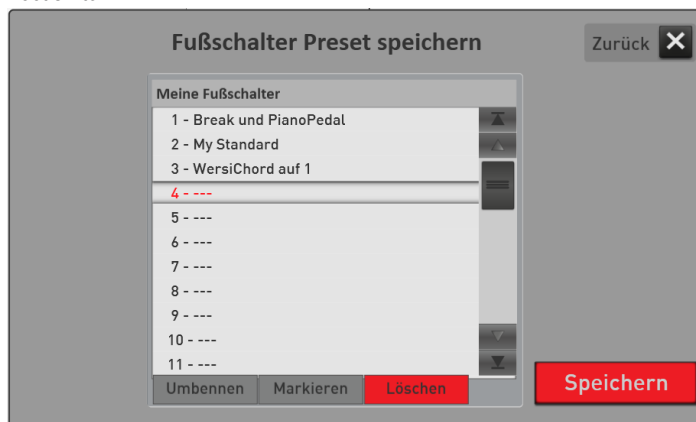 Fußschalter Preset speichern
Zurück
Meine Fußschalter
1 - Break und PianoPedal
2 - My Standard
3 - WersiChord auf 1
4 - ---
5 - ---
6 - ---
7 - ---
8 - ---
9 - ---
10 - ---
11 - ---
Umbennen Markieren Löschen
Speichern